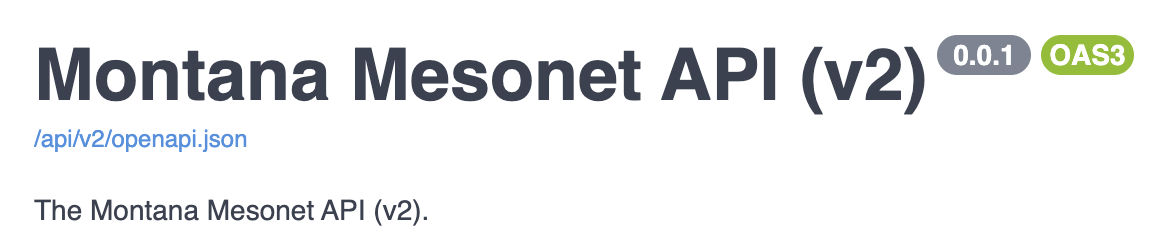 Montana Mesonet API (v2) 0.0.1 OAS3
/api/v2/openapi.json
The Montana Mesonet API (v2).